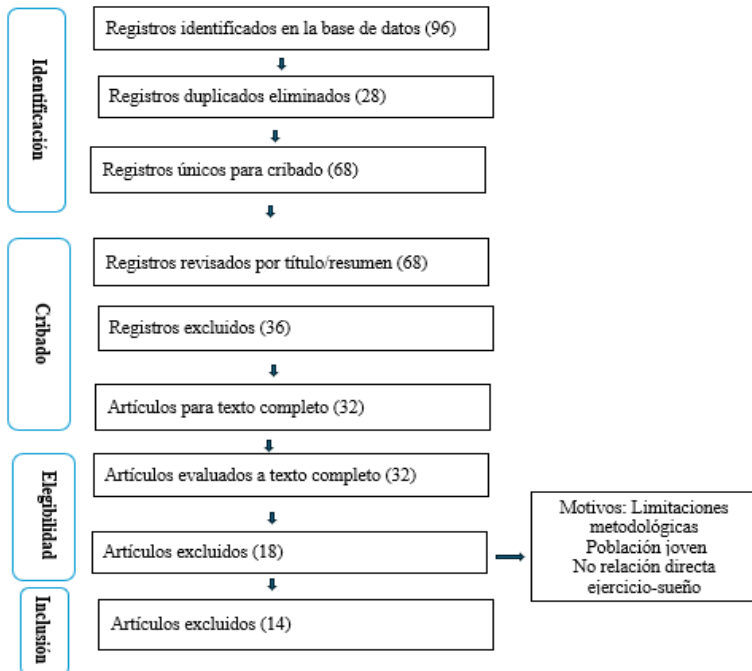 Identificación
Registros identificados en la base de datos (96)
Registros duplicados eliminados (28)
Registros únicos para cribado (68)
Cribado
Registros revisados por título/resumen (68)
Registros excluidos (36)
Artículos para texto completo (32)
Elegibilidad
Artículos evaluados a texto completo (32)
Artículos excluidos (18)
Motivos: Limitaciones
metodológicas
Población joven
No relación directa
ejercicio-sueño
Inclusión
Artículos excluidos (14)